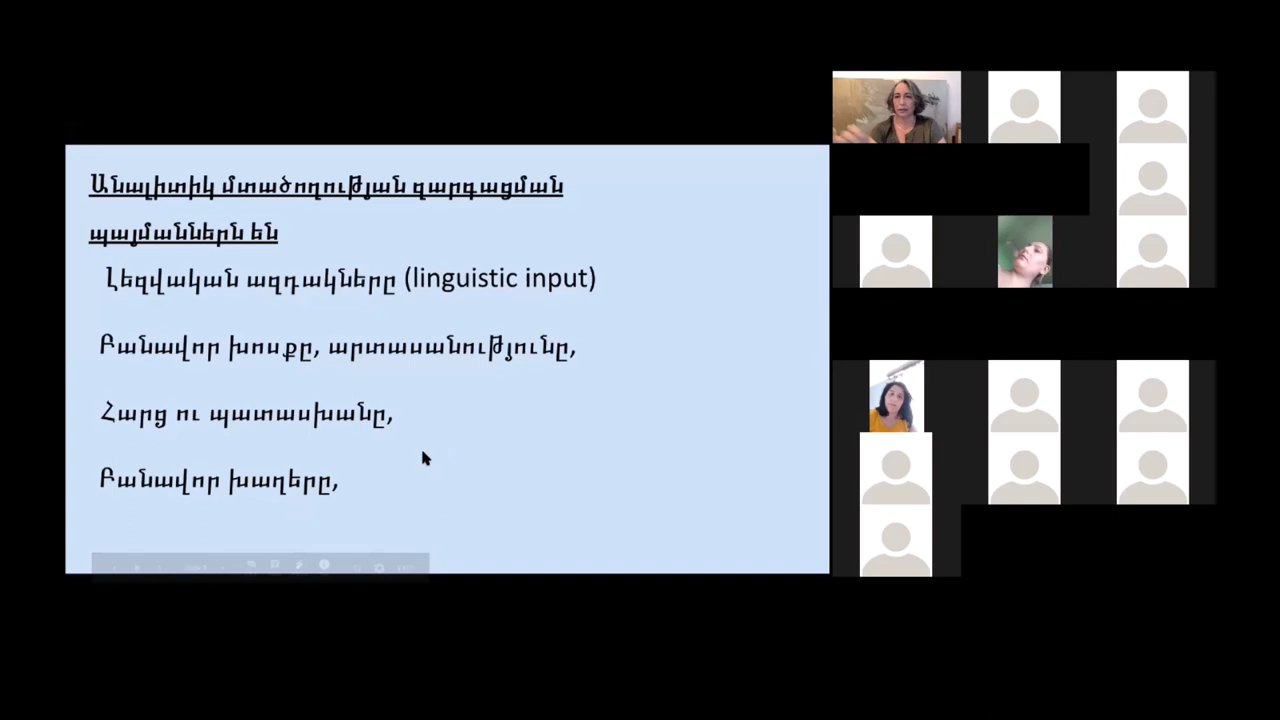 Անալիտիկ մտածողության զարգացման
պայմաններն են
Լեզվական ազդակները (linguistic input)
Բանավոր խոսքը, արտասանությունը,
Հարց ու պատասխանը,
Բանավոր խաղերը,